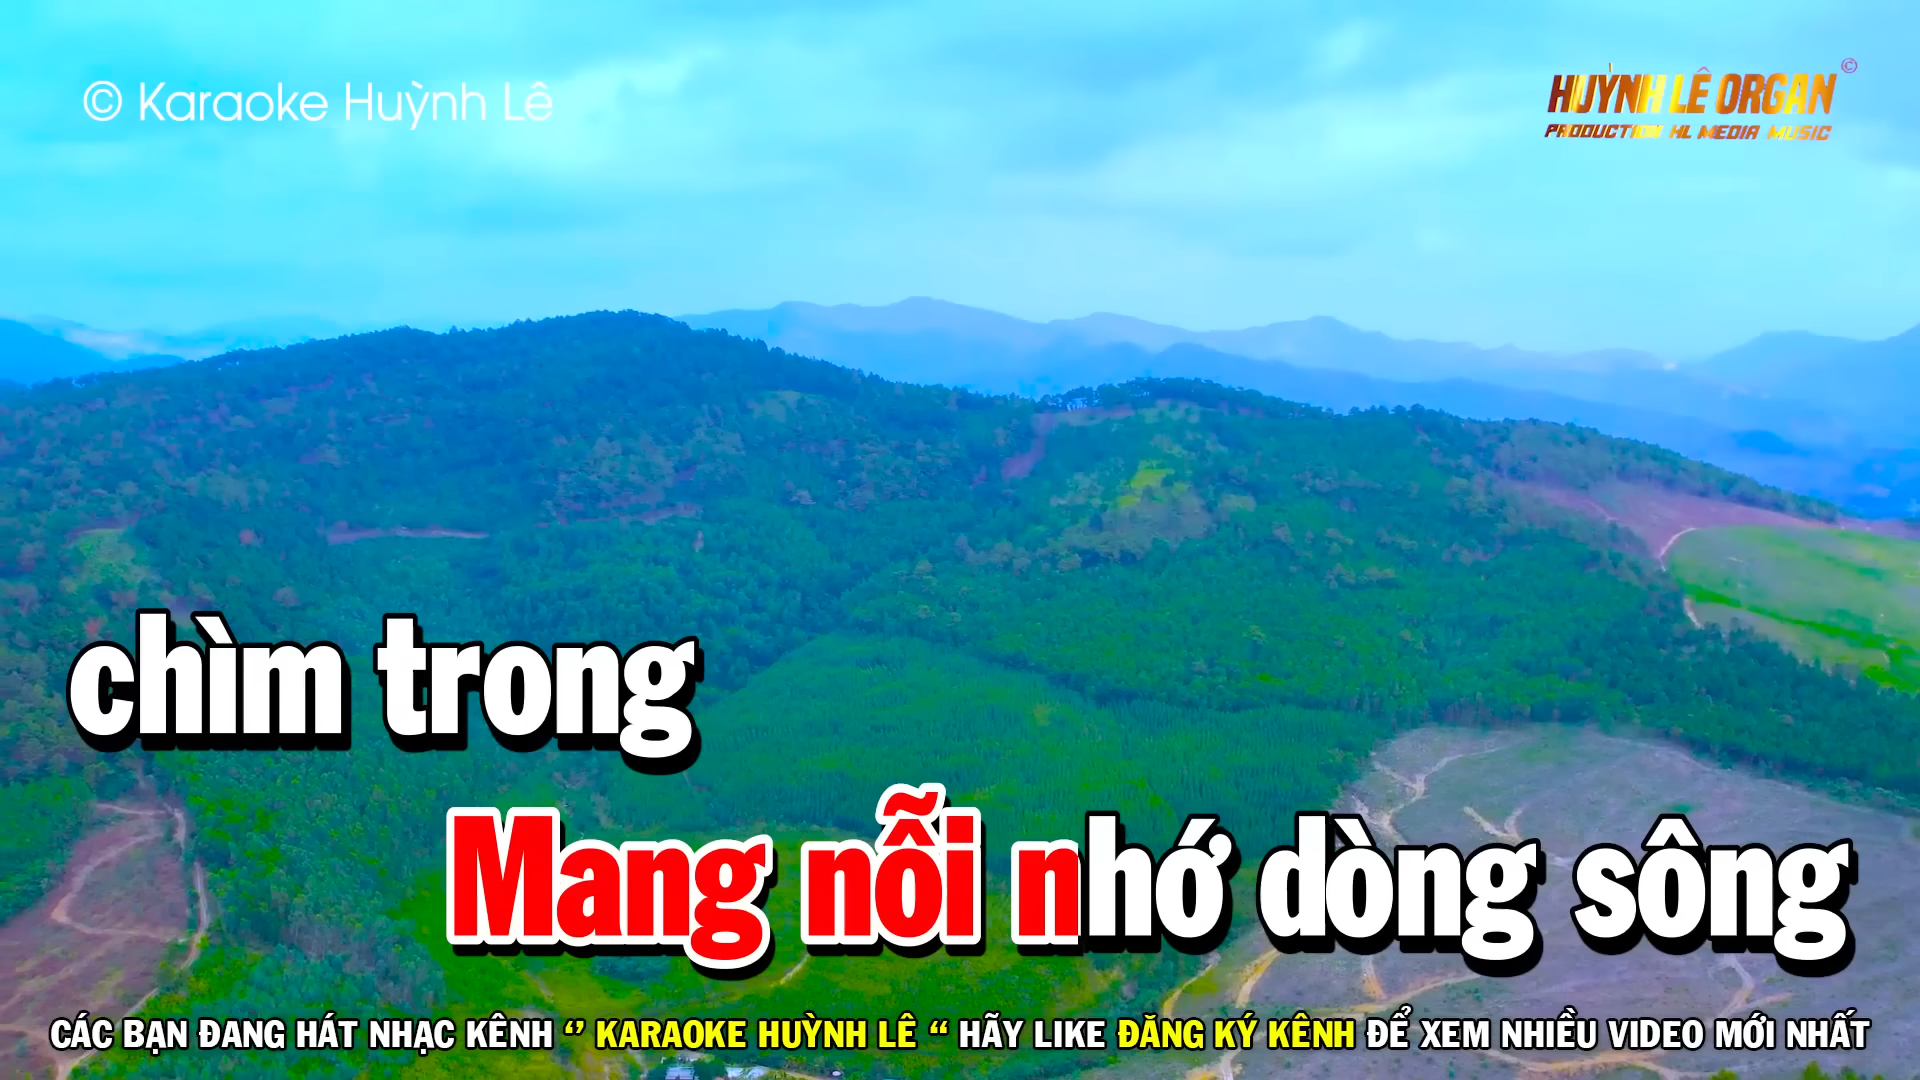 © Karaoke Huỳnh Lê
HUỲNH LÊ ORGAN ©
PRODUCTION HL MEDIA MUSIC
chìm trong
Mang nỗi nhớ dòng sông
CÁC BẠN ĐANG HÁT NHẠC KÊNH ‘’ KARAOKE HUỲNH LÊ “ HÃY LIKE ĐĂNG KÝ KÊNH ĐỂ XEM NHIỀU VIDEO MỚI NHẤT